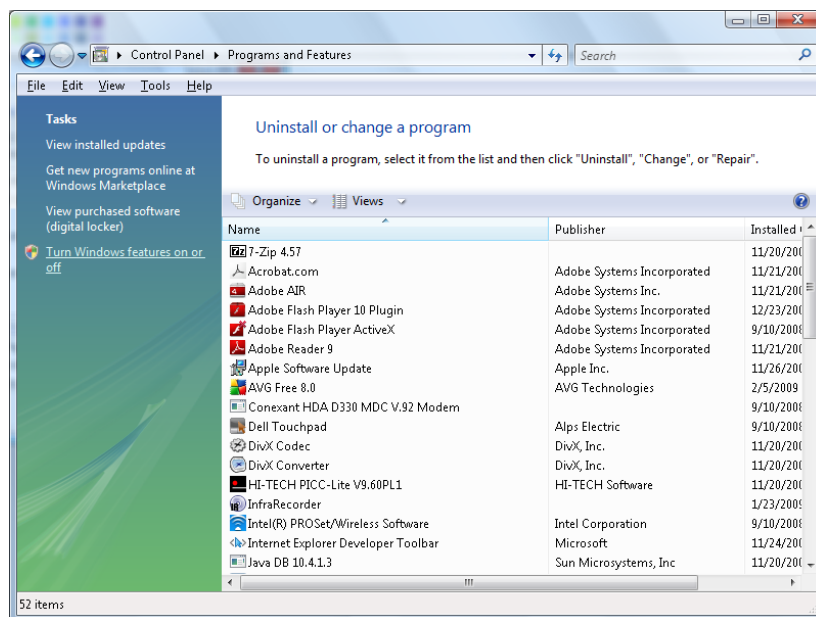 Control Panel Programs and Features
Search
File Edit View Tools Help
Tasks
View installed updates
Get new programs online at
Windows Marketplace
View purchased software
(digital locker)
Turn Windows features on or
off
Uninstall or change a program
To uninstall a program, select it from the list and then click "Uninstall", "Change", or "Repair".
Organize Views
Name Publisher Installed
7-Zip 4.57 11/20/200
Acrobat.com Adobe Systems Incorporated 11/21/200
Adobe AIR Adobe Systems Inc. 11/21/200
Adobe Flash Player 10 Plugin Adobe Systems Incorporated 12/23/200
Adobe Flash Player ActiveX Adobe Systems Incorporated 9/10/2008
Adobe Reader 9 Adobe Systems Incorporated 11/21/200
Apple Software Update Apple Inc. 11/26/200
AVG Free 8.0 AVG Technologies 2/5/2009
Conexant HDA D330 MDC V.92 Modem 9/10/2008
Dell Touchpad Alps Electric 9/10/2008
DivX Codec DivX, Inc. 11/20/200
DivX Converter DivX, Inc. 11/20/200
HI-TECH PICC-Lite V9.60PL1 HI-TECH Software 11/20/200
InfraRecorder 1/23/2009
Intel(R) PROSet/Wireless Software Intel Corporation 9/10/2008
Internet Explorer Developer Toolbar Microsoft 11/24/200
Java DB 10.4.1.3 Sun Microsystems, Inc 11/20/200
52 items